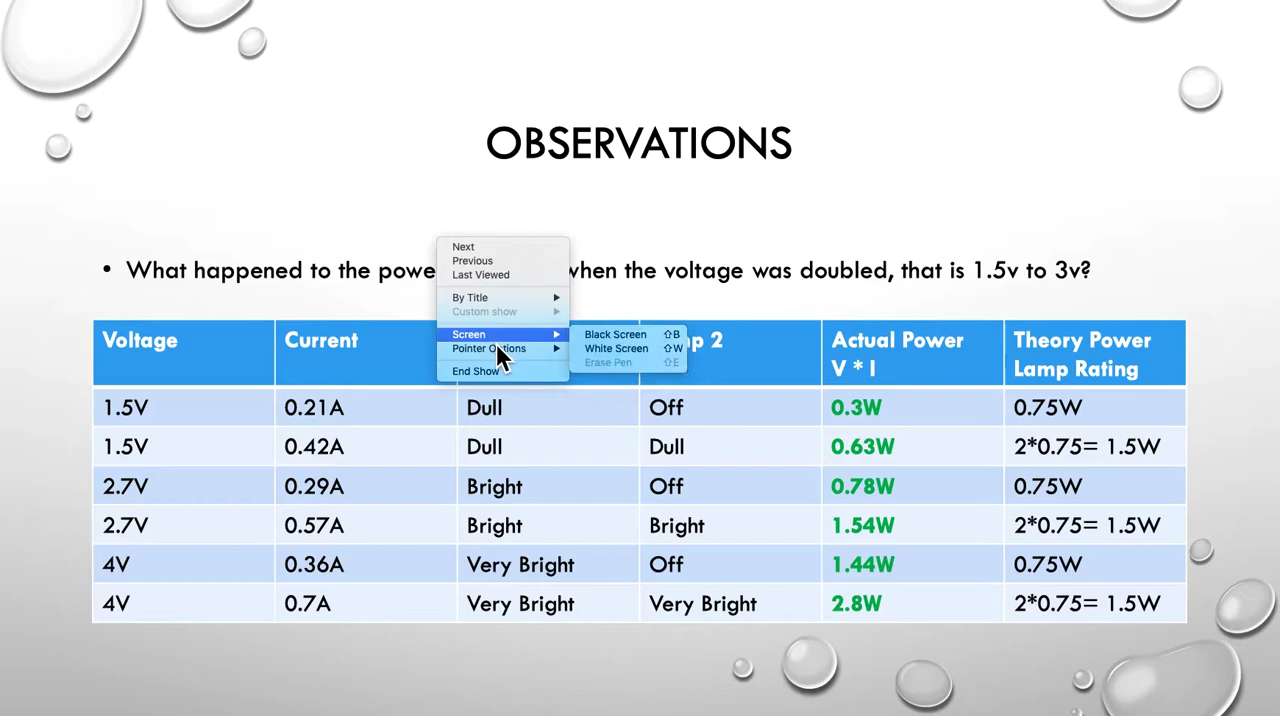 OBSERVATIONS
• What happened to the powe when the voltage was doubled, that is 1.5v to 3v?
Next
Previous
Last Viewed
By Title
Custom show
Screen
Pointer Options
End Show
Black Screen ⇧B
White Screen ⇧W
Erase Pen ⇧E
Voltage Current p 2 Actual Power Theory Power
V * I Lamp Rating
1.5V 0.21A Dull Off 0.3W 0.75W
1.5V 0.42A Dull Dull 0.63W 2*0.75= 1.5W
2.7V 0.29A Bright Off 0.78W 0.75W
2.7V 0.57A Bright Bright 1.54W 2*0.75= 1.5W
4V 0.36A Very Bright Off 1.44W 0.75W
4V 0.7A Very Bright Very Bright 2.8W 2*0.75= 1.5W